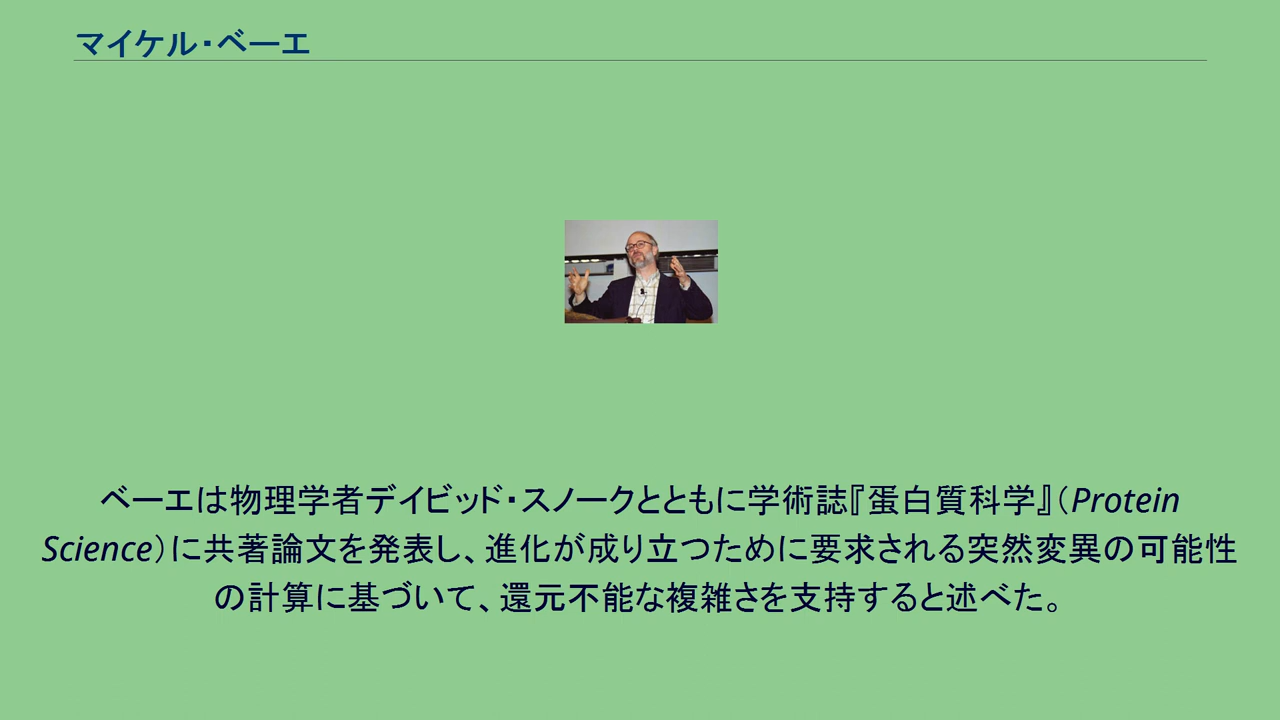 マイケル・ベーエ
ベーエは物理学者デイビッド・スノークとともに学術誌『蛋白質科学』（Protein
Science）に共著論文を発表し、進化が成り立つために要求される突然変異の可能性
の計算に基づいて、還元不能な複雑さを支持すると述べた。